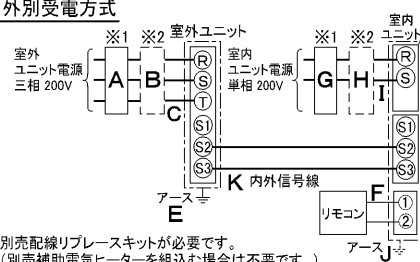 外別受電方式
※1 ※2 室外ユニット
※1 ※2 室内ユニット
室外
ユニット電源
三相 200V
A B C
R
S
T
S1
S2
S3
室内
ユニット電源
単相 200V
G H I
R
S
S1
S2
S3
K 内外信号線
アース
E
F
リモコン
①
②
アース
J
別売配線リプレースキットが必要です。
(別売補助電気ヒーターを組込む場合は不要です。)